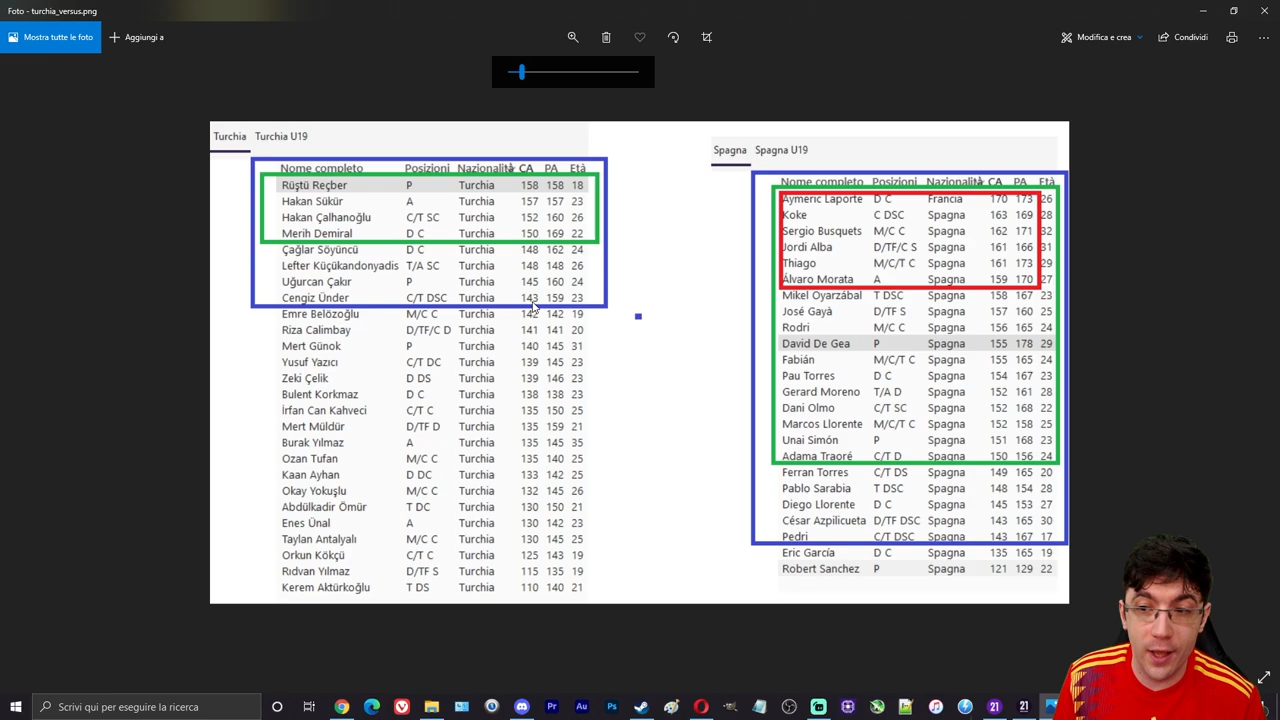 Foto - turchia_versus.png
Mostra tutte le foto
Aggiungi a
Modifica e crea
Condividi
Turchia Turchia U19
Nome completo Posizioni Nazionalità CA PA Età
Rüştü Reçber P Turchia 158 158 18
Hakan Sükür A Turchia 157 157 23
Hakan Çalhanoğlu C/T SC Turchia 152 160 26
Merih Demiral D C Turchia 150 169 22
Çağlar Söyüncü D C Turchia 148 162 24
Lefter Küçükandonyadis T/A SC Turchia 148 148 26
Uğurcan Çakır P Turchia 145 160 24
Cengiz Ünder C/T DSC Turchia 143 159 23
Emre Belözoğlu M/C C Turchia 142 142 19
Riza Calimbay D/TF/C D Turchia 141 141 20
Mert Günok P Turchia 140 145 31
Yusuf Yazıcı C/T DC Turchia 139 145 23
Zeki Çelik D DS Turchia 139 146 23
Bulent Korkmaz D C Turchia 138 138 23
İrfan Can Kahveci C/T C Turchia 135 150 25
Mert Müldür D/TF D Turchia 135 159 21
Burak Yılmaz A Turchia 135 145 35
Ozan Tufan M/C C Turchia 135 140 25
Kaan Ayhan D DC Turchia 133 142 25
Okay Yokuşlu M/C C Turchia 132 145 26
Abdülkadir Ömür T DC Turchia 130 150 21
Enes Ünal A Turchia 130 142 23
Taylan Antalyalı M/C C Turchia 130 145 25
Orkun Kökçü C/T C Turchia 125 143 19
Rıdvan Yılmaz D/TF S Turchia 115 135 19
Kerem Aktürkoğlu T DS Turchia 110 140 21
Spagna Spagna U19
Nome completo Posizioni Nazionalità CA PA Età
Aymeric Laporte D C Francia 170 173 26
Koke C DSC Spagna 163 169 28
Sergio Busquets M/C C Spagna 162 171 32
Jordi Alba D/TF/C S Spagna 161 166 31
Thiago M/C/T C Spagna 161 173 29
Álvaro Morata A Spagna 159 170 27
Mikel Oyarzábal T DSC Spagna 158 167 23
José Gayà D/TF S Spagna 157 160 25
Rodri M/C C Spagna 156 165 24
David De Gea P Spagna 155 178 29
Fabián M/C/T C Spagna 155 165 24
Pau Torres D C Spagna 154 167 23
Gerard Moreno T/A D Spagna 152 161 28
Dani Olmo C/T SC Spagna 152 168 22
Marcos Llorente M/C/T C Spagna 152 158 25
Unai Simón P Spagna 151 168 23
Adama Traoré C/T D Spagna 150 156 24
Ferran Torres C/T DS Spagna 149 165 20
Pablo Sarabia T DSC Spagna 148 154 28
Diego Llorente D C Spagna 145 153 27
César Azpilicueta D/TF DSC Spagna 143 165 30
Pedri C/T DSC Spagna 143 167 17
Eric García D C Spagna 135 165 19
Robert Sanchez P Spagna 121 129 22
Scrivi qui per eseguire la ricerca
Pr
Au
Ps
21
21